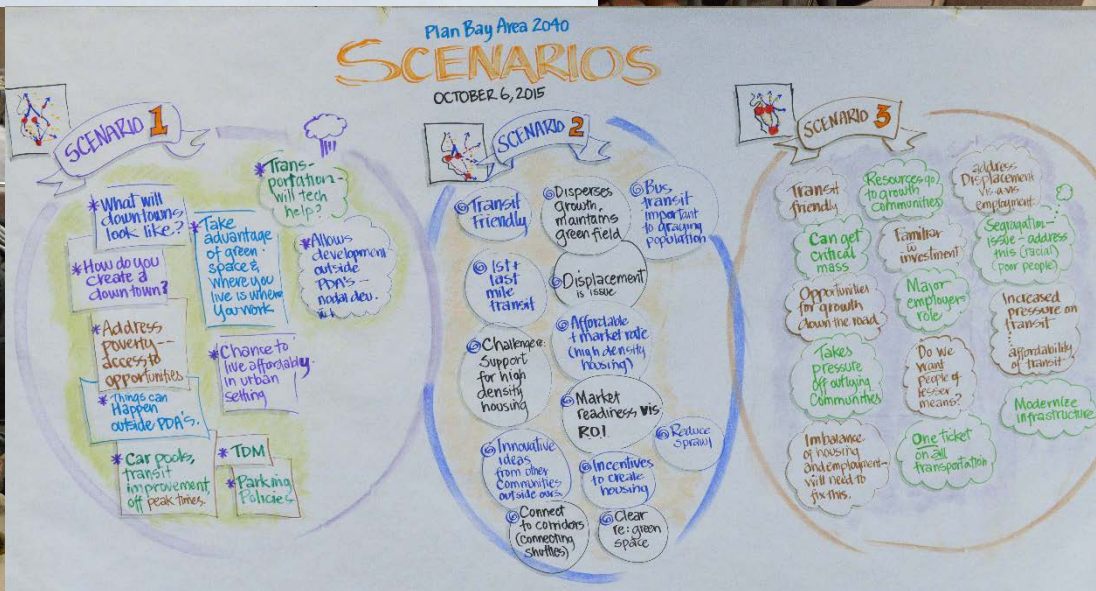 Plan Bay Area 2040
SCENARIOS
OCTOBER 6, 2015
SCENARIO 1
* Trans-
portation-
will tech
help?
* What will
downtowns
look like?
* Take
advantage
of green
space &
where you
live is where
you work
* Allows
development
outside
PDA's --
nodal dev.
* How do you
create a
downtown?
* Address
poverty--
access to
opportunities
* Chance to
live affordably
in urban
setting
* Things can
Happen
outside PDA's.
* Car pools,
transit
improvement
off peak times.
* TDM
* Parking
Policies
SCENARIO 2
Transit
friendly
Disperses
growth,
maintains
green field
Bus
transit
important
to graying
population
1st +
last
mile
transit
Displacement
is issue
Challenge re:
Support
for high
density
housing
Affordable
+ market rate
(high density
housing)
Market
readiness vis
R.O.I.
Reduce
sprawl
Innovative
ideas
from other
Communities
outside ours.
Incentives
to create
housing
Connect
to corridors
(connecting
shuttles)
Clear
re: green
space
SCENARIO 3
Transit
friendly
Resources go
to growth
communities
address
Displacement
vis a vis
employment
Can get
critical
mass
Familiar
investment
Segregation
issue - address
this (racial)
(poor people)
Opportunities
for growth
down the road
Major
employers
role
Increased
pressure on
transit--
affordability
of transit
Takes
pressure
off outlying
Communities
Do we
want
people of
lesser
means?
Modernize
infrastructure
Imbalance
of housing
and employment-
will need to
fix this.
One ticket
on all
transportation